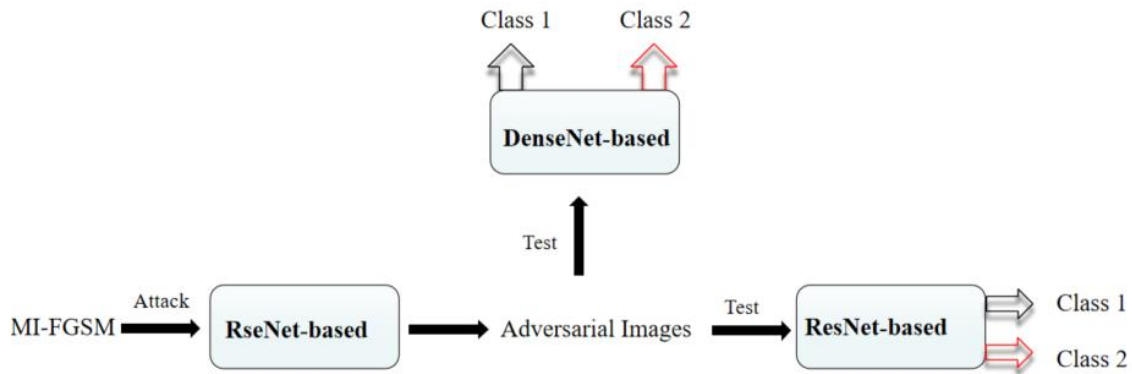 Class 1
Class 2
DenseNet-based
Test
Attack
Test
MI-FGSM
RseNet-based
Adversarial Images
ResNet-based
Class 1
Class 2